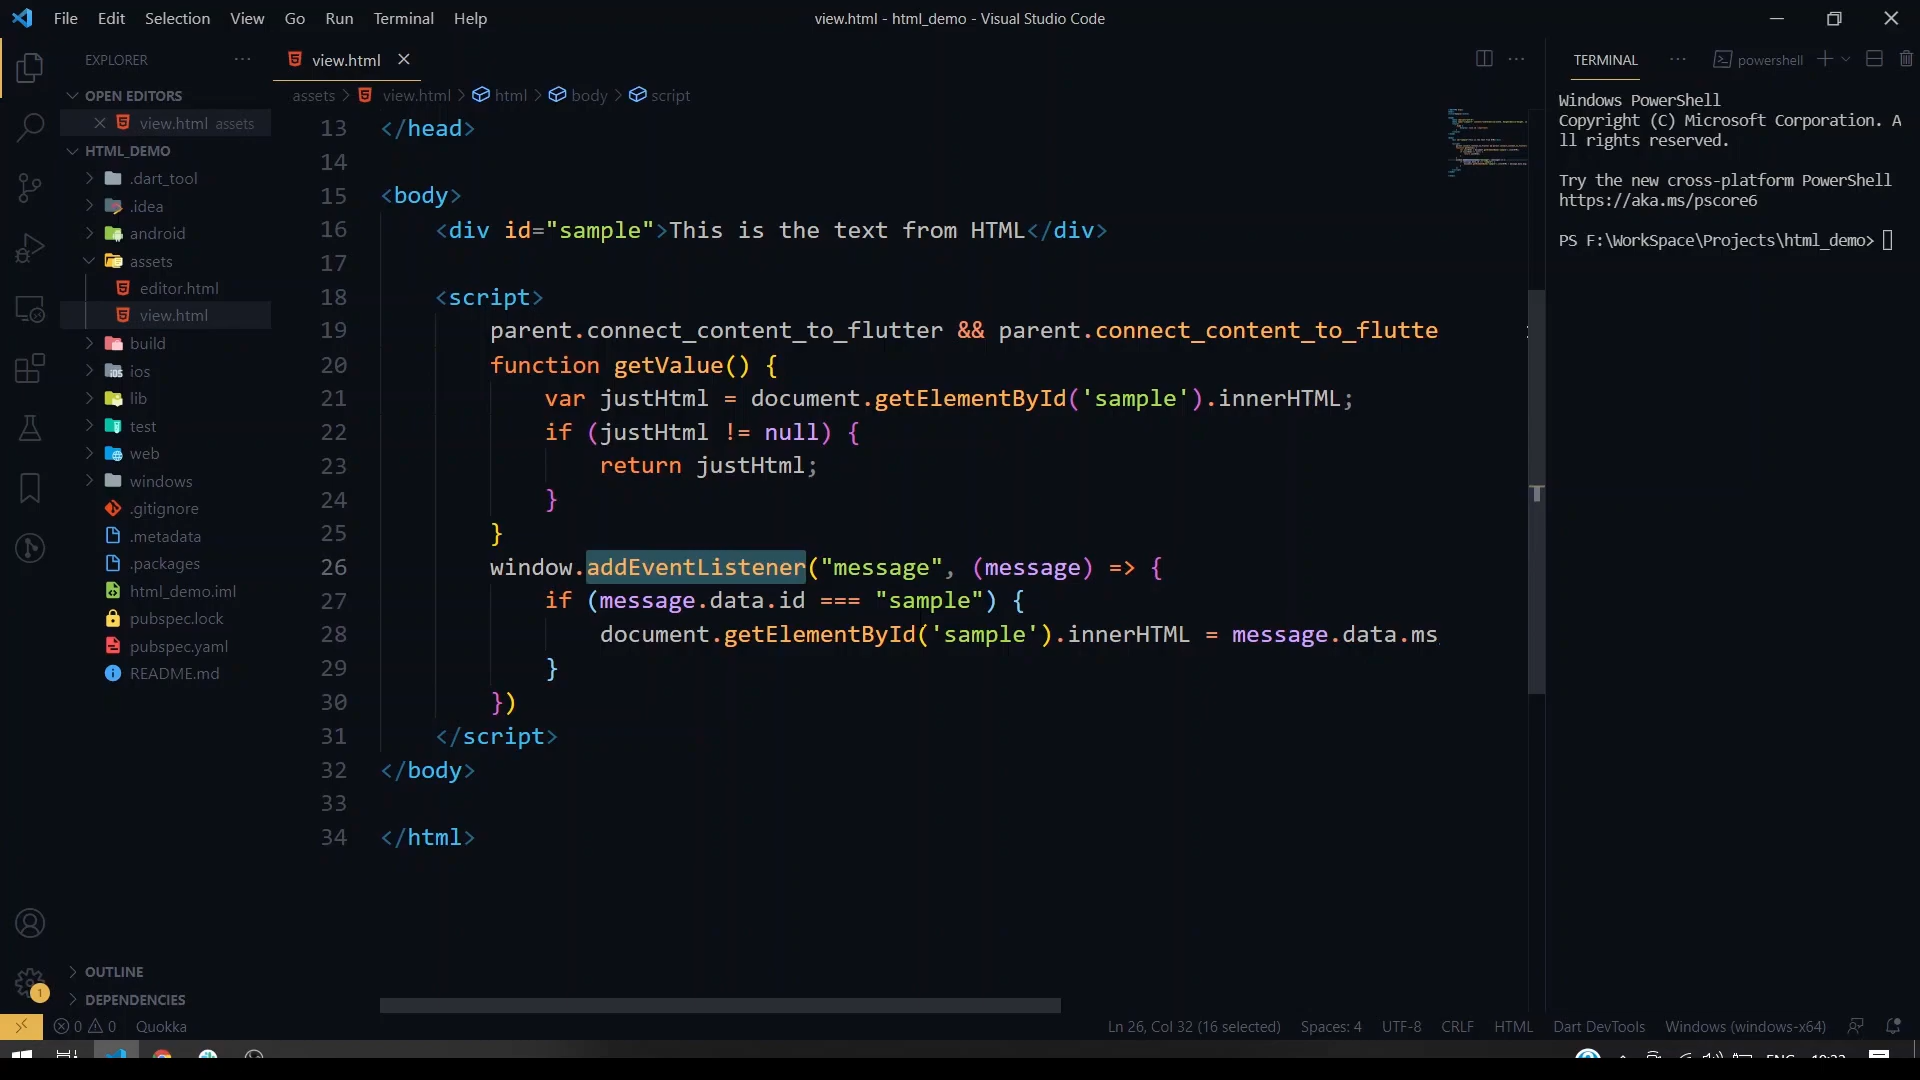 File Edit Selection View Go Run Terminal Help
view.html - html_demo - Visual Studio Code
EXPLORER
OPEN EDITORS
view.html assets
HTML_DEMO
.dart_tool
.idea
android
assets
editor.html
view.html
build
ios
lib
test
web
windows
.gitignore
.metadata
.packages
html_demo.iml
pubspec.lock
pubspec.yaml
README.md
OUTLINE
DEPENDENCIES
view.html
assets > view.html > html > body > script
13 </head>
14
15 <body>
16 <div id="sample">This is the text from HTML</div>
17
18 <script>
19 parent.connect_content_to_flutter && parent.connect_content_to_flutte
20 function getValue() {
21 var justHtml = document.getElementById('sample').innerHTML;
22 if (justHtml != null) {
23 return justHtml;
24 }
25 }
26 window.addEventListener("message", (message) => {
27 if (message.data.id === "sample") {
28 document.getElementById('sample').innerHTML = message.data.ms
29 }
30 })
31 </script>
32 </body>
33
34 </html>
TERMINAL
powershell
Windows PowerShell
Copyright (C) Microsoft Corporation. A
ll rights reserved.
Try the new cross-platform PowerShell
https://aka.ms/pscore6
PS F:\WorkSpace\Projects\html_demo>
1
0 0 Quokka
Ln 26, Col 32 (16 selected) Spaces: 4 UTF-8 CRLF HTML Dart DevTools Windows (windows-x64)